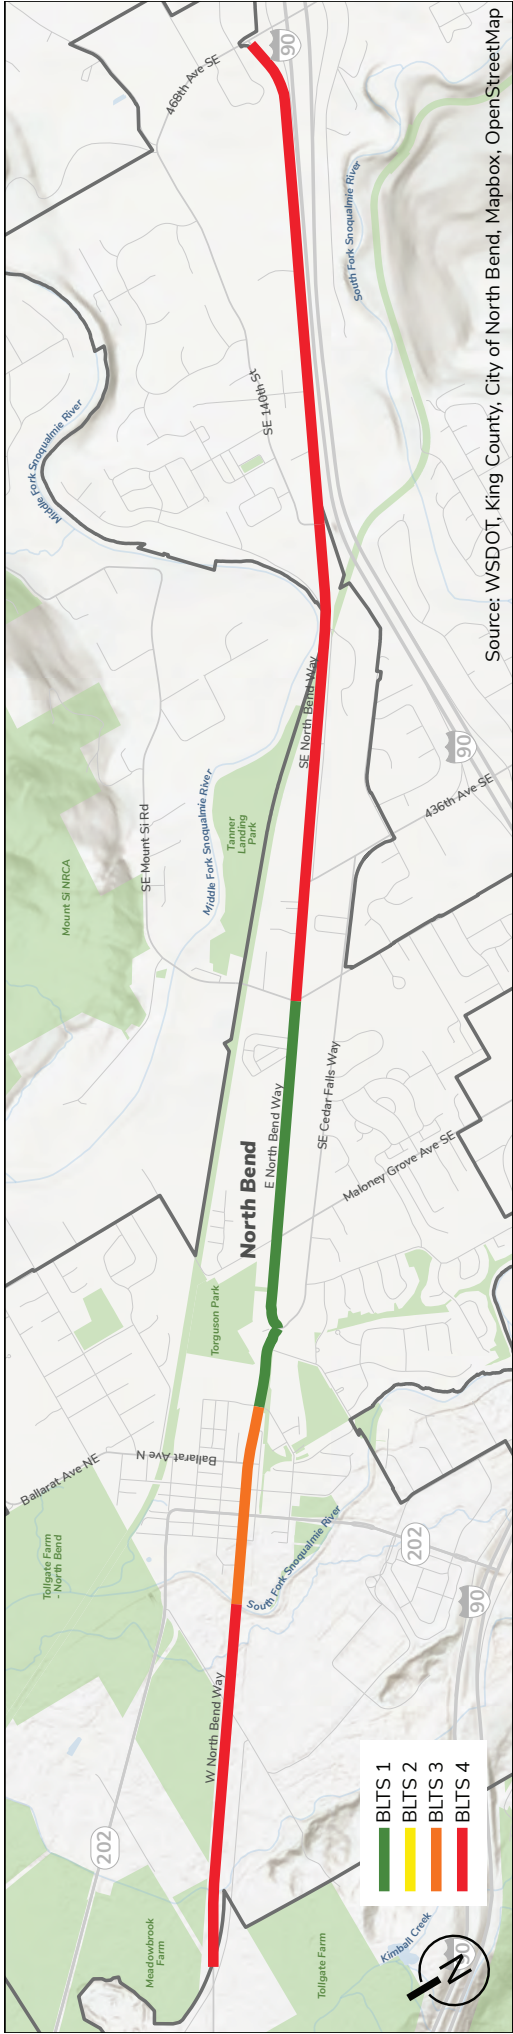 Meadowbrook
Farm
202
Tollgate Farm
Kimball Creek
90
N
BLTS 1
BLTS 2
BLTS 3
BLTS 4
W North Bend Way
Tollgate Farm
- North Bend
South Fork Snoqualmie River
202
90
Ballarat Ave NE
Ballarat Ave N
Torguson Park
North Bend
E North Bend Way
Maloney Grove Ave SE
SE Cedar Falls Way
Mount Si NRCA
SE Mount Si Rd
Middle Fork Snoqualmie River
Tanner
Landing
Park
SE North Bend Way
436th Ave SE
90
Middle Fork Snoqualmie River
SE 140th St
South Fork Snoqualmie River
468th Ave SE
90
Source: WSDOT, King County, City of North Bend, Mapbox, OpenStreetMap